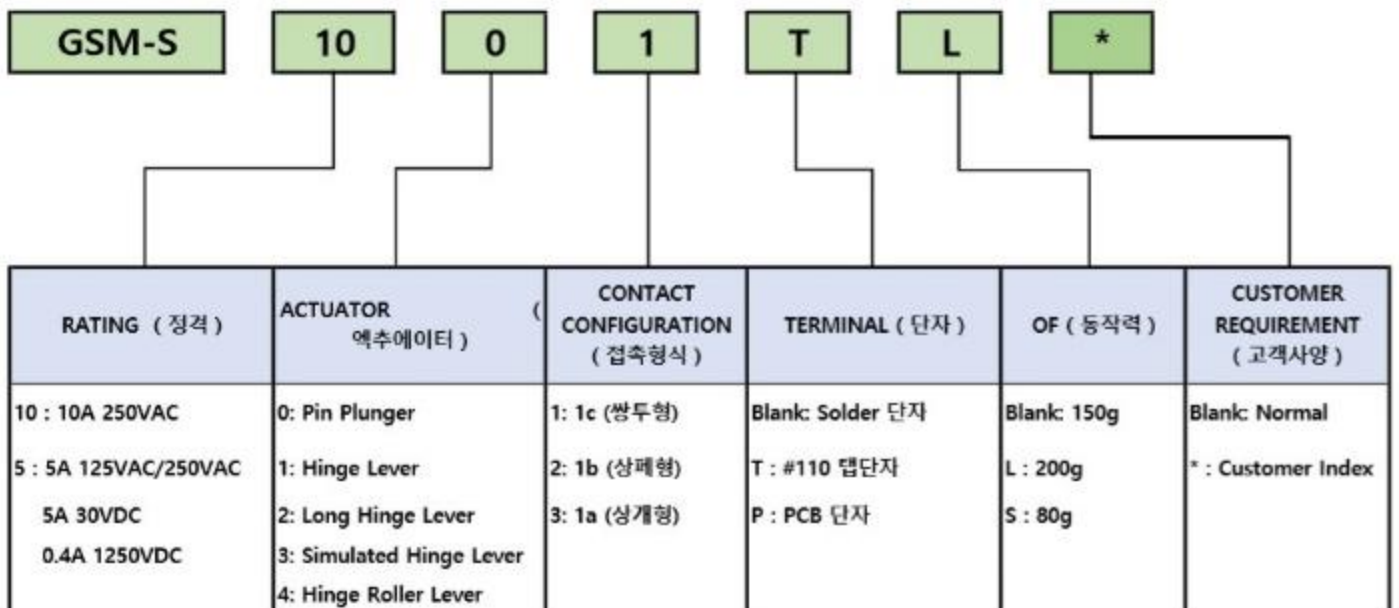 GSM-S 10 0 1 T L *
RATING ( 정격 )
ACTUATOR (
엑추에이터 )
CONTACT
CONFIGURATION
( 접촉형식 )
TERMINAL ( 단자 )
OF ( 동작력 )
CUSTOMER
REQUIREMENT
( 고객사양 )
10 : 10A 250VAC
5 : 5A 125VAC/250VAC
5A 30VDC
0.4A 1250VDC
0: Pin Plunger
1: Hinge Lever
2: Long Hinge Lever
3: Simulated Hinge Lever
4: Hinge Roller Lever
1: 1c (쌍투형)
2: 1b (상폐형)
3: 1a (상개형)
Blank: Solder 단자
T : #110 탭단자
P : PCB 단자
Blank: 150g
L : 200g
S : 80g
Blank: Normal
* : Customer Index